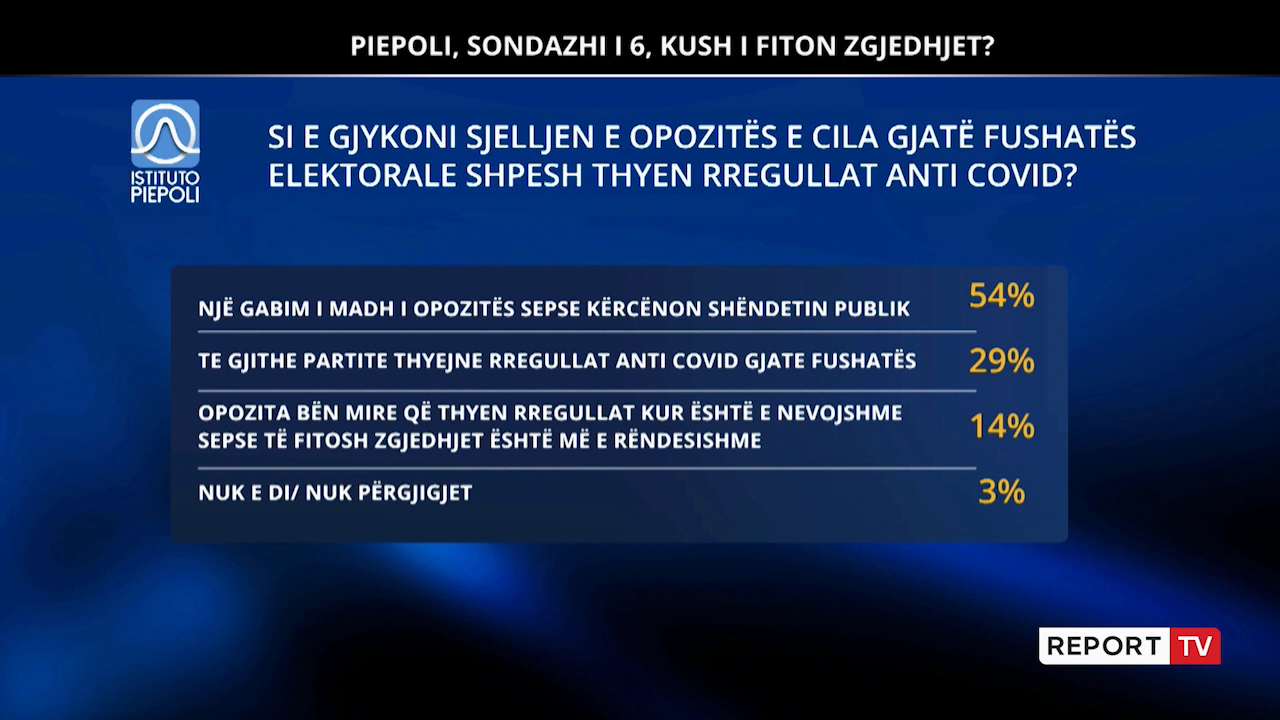 PIEPOLI, SONDAZHI I 6, KUSH I FITON ZGJEDHJET?
ISTITUTO
PIEPOLI
SI E GJYKONI SJELLJEN E OPOZITËS E CILA GJATË FUSHATËS
ELEKTORALE SHPESH THYEN RREGULLAT ANTI COVID?
NJË GABIM I MADH I OPOZITËS SEPSE KËRCËNON SHËNDETIN PUBLIK 54%
TE GJITHE PARTITE THYEJNE RREGULLAT ANTI COVID GJATE FUSHATËS 29%
OPOZITA BËN MIRE QË THYEN RREGULLAT KUR ËSHTË E NEVOJSHME
SEPSE TË FITOSH ZGJEDHJET ËSHTË MË E RËNDESISHME 14%
NUK E DI/ NUK PËRGJIGJET 3%
REPORT TV